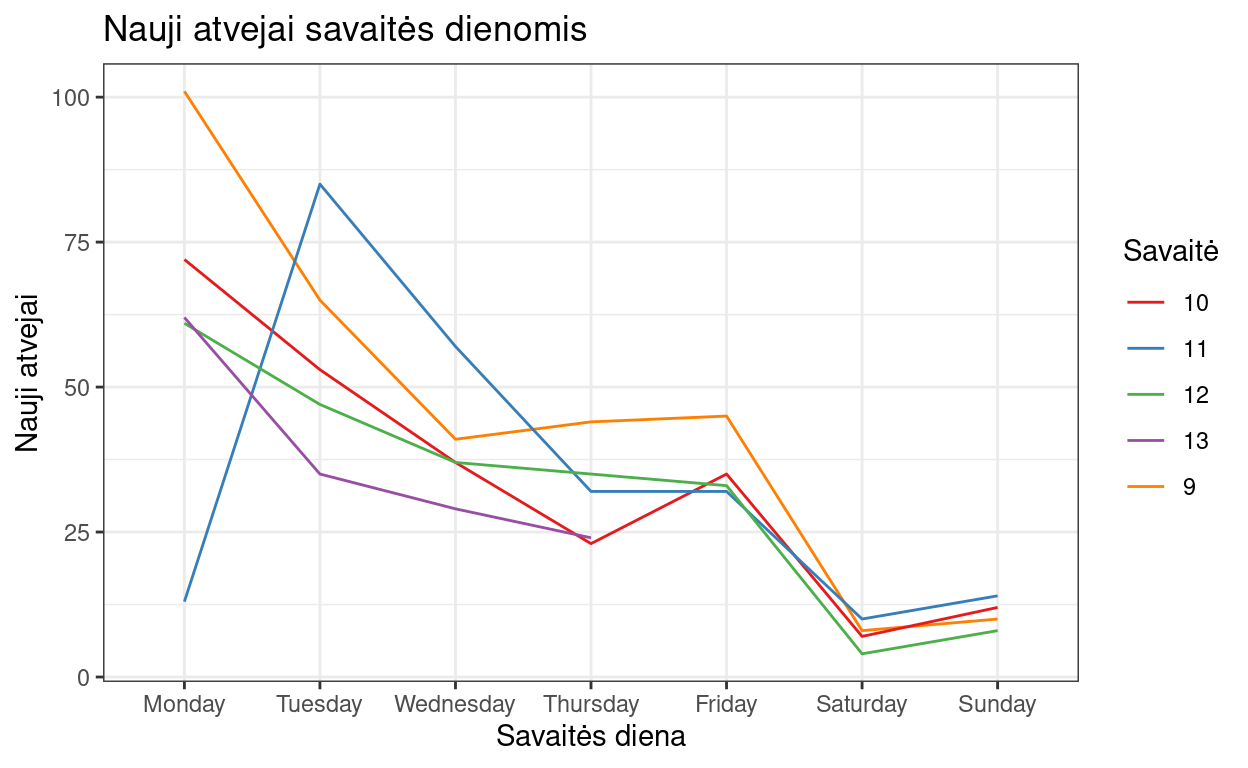 Nauji atvejai savaitės dienomis
Nauji atvejai
100
75
50
25
0
Monday Tuesday Wednesday Thursday Friday Saturday Sunday
Savaitės diena
Savaitė
10
11
12
13
9